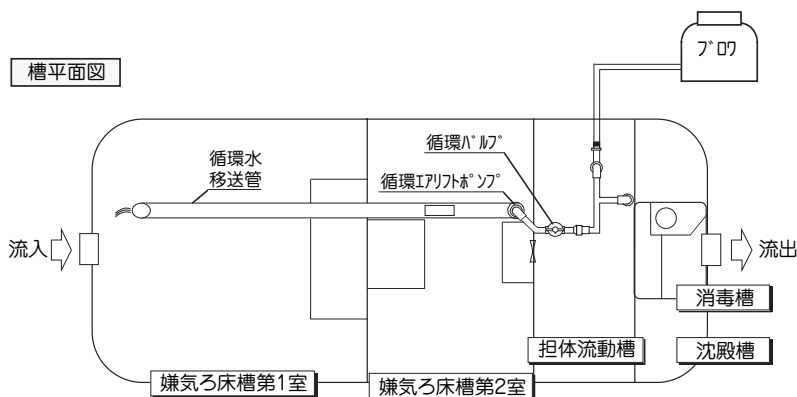 ブロワ
槽平面図
循環バルブ
循環水
移送管
循環エアリフトポンプ
流入
流出
消毒槽
担体流動槽
沈殿槽
嫌気ろ床槽第1室
嫌気ろ床槽第2室